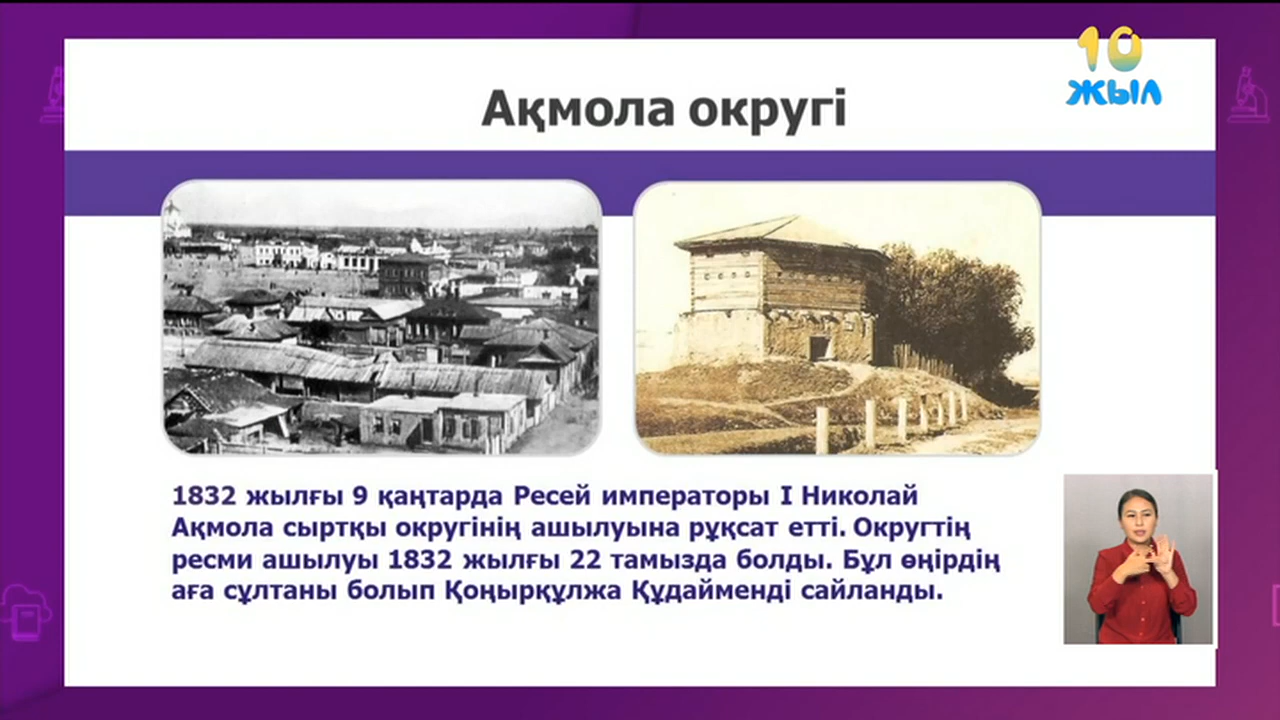 10
ЖЫЛ
Ақмола округі
1832 жылғы 9 қаңтарда Ресей императоры I Николай
Ақмола сыртқы округінің ашылуына рұқсат етті. Округтің
ресми ашылуы 1832 жылғы 22 тамызда болды. Бұл өңірдің
аға сұлтаны болып Қоңырқұлжа Құдайменді сайланды.